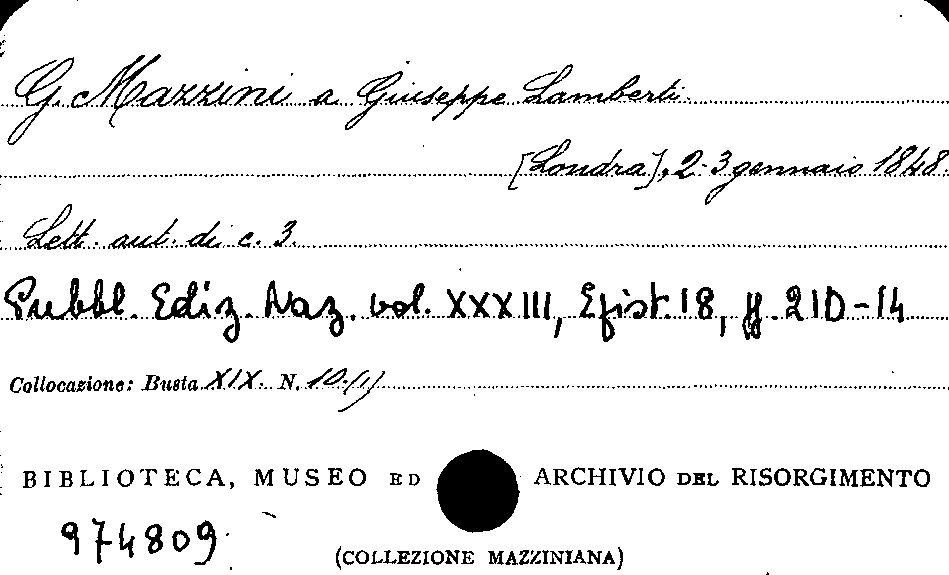 G. Mazzini a Giuseppe Lamberti
[Londra], 2-3 gennaio 1848.
Lett. aut. di c. 3.
Pubbl. Ediz. Naz. vol. XXXIII, Epist. 18, pp. 210-14
Collocazione: Busta XIX. N. 10.(1)
BIBLIOTECA, MUSEO ED ARCHIVIO DEL RISORGIMENTO
974809
(COLLEZIONE MAZZINIANA)